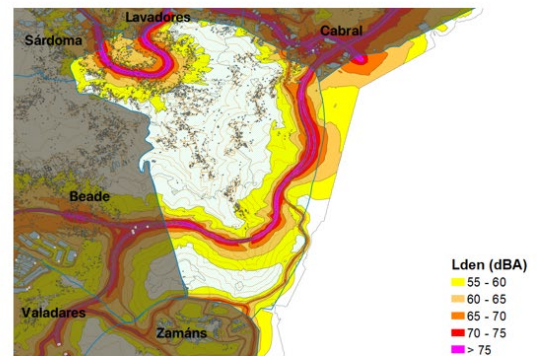 Lavadores
Sárdoma
Cabral
Beade
Valadares
Zamáns
Lden (dBA)
55 - 60
60 - 65
65 - 70
70 - 75
> 75